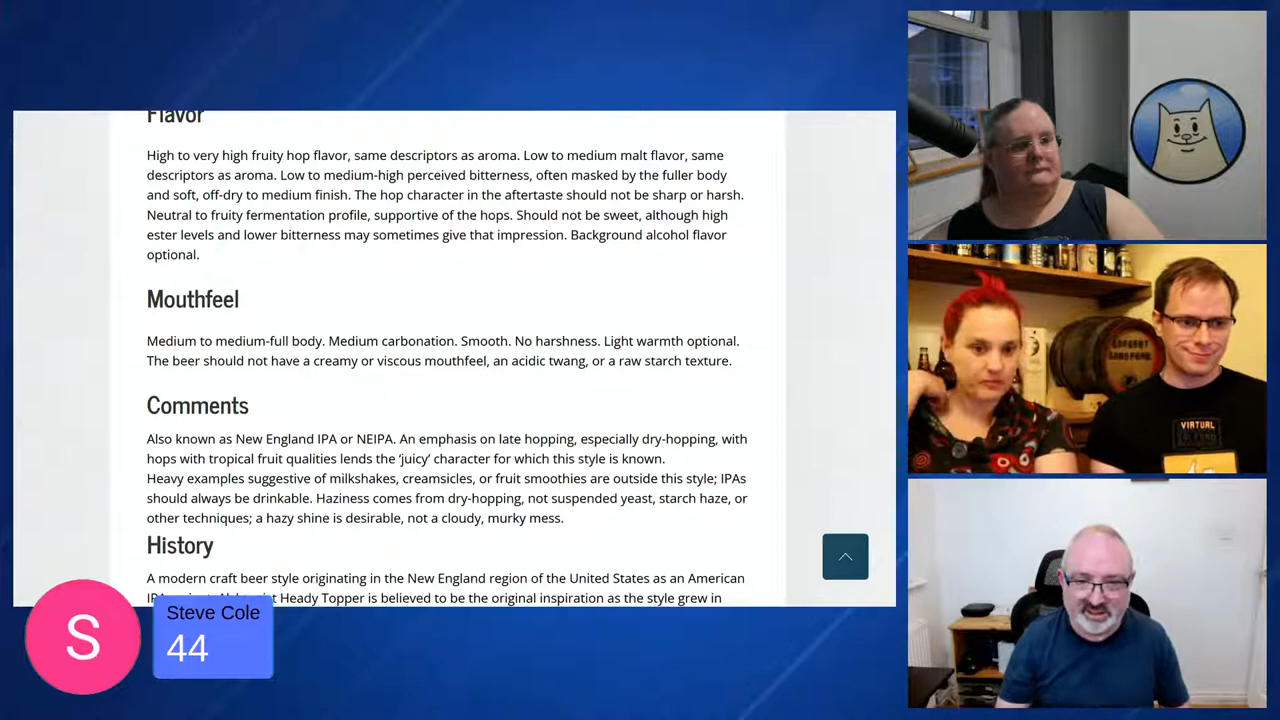 Flavor
High to very high fruity hop flavor, same descriptors as aroma. Low to medium malt flavor, same
descriptors as aroma. Low to medium-high perceived bitterness, often masked by the fuller body
and soft, off-dry to medium finish. The hop character in the aftertaste should not be sharp or harsh.
Neutral to fruity fermentation profile, supportive of the hops. Should not be sweet, although high
ester levels and lower bitterness may sometimes give that impression. Background alcohol flavor
optional.
Mouthfeel
Medium to medium-full body. Medium carbonation. Smooth. No harshness. Light warmth optional.
The beer should not have a creamy or viscous mouthfeel, an acidic twang, or a raw starch texture.
Comments
Also known as New England IPA or NEIPA. An emphasis on late hopping, especially dry-hopping, with
hops with tropical fruit qualities lends the ‘juicy’ character for which this style is known.
Heavy examples suggestive of milkshakes, creamsicles, or fruit smoothies are outside this style; IPAs
should always be drinkable. Haziness comes from dry-hopping, not suspended yeast, starch haze, or
other techniques; a hazy shine is desirable, not a cloudy, murky mess.
History
A modern craft beer style originating in the New England region of the United States as an American
Heady Topper is believed to be the original inspiration as the style grew in
S
Steve Cole
44
VIRTUAL